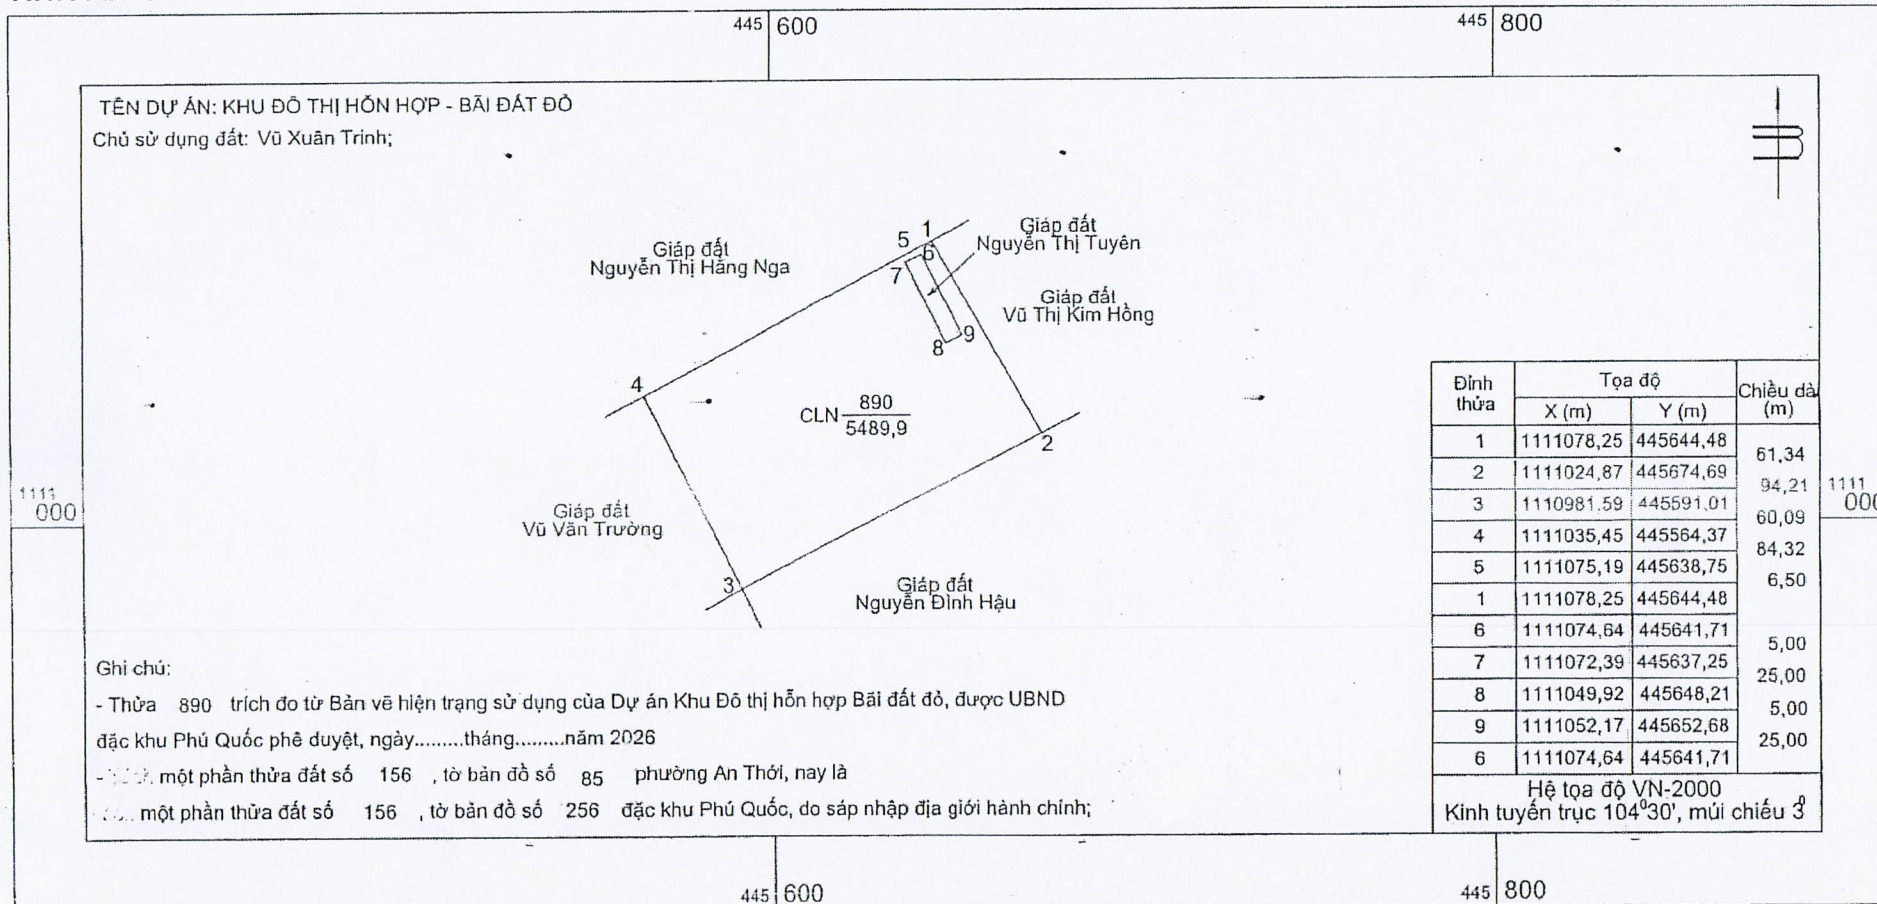 445 600
445 800
TÊN DỰ ÁN: KHU ĐÔ THỊ HỖN HỢP - BÃI ĐẤT ĐỎ
Chủ sử dụng đất: Vũ Xuân Trinh;
Giáp đất
Nguyễn Thị Hằng Nga
5
1
6
7
Giáp đất
Nguyễn Thị Tuyên
Giáp đất
Vũ Thị Kim Hồng
8
9
4
CLN 890
5489,9
2
Giáp đất
Vũ Văn Trường
3
Giáp đất
Nguyễn Đình Hậu
1111
000
1111
000
Đỉnh thửa Tọa độ Chiều dà
X (m) Y (m) (m)
1 1111078,25 445644,48
61,34
2 1111024,87 445674,69
94,21
3 1110981,59 445591,01
60,09
4 1111035,45 445564,37
84,32
5 1111075,19 445638,75
6,50
1 1111078,25 445644,48
6 1111074,64 445641,71
5,00
7 1111072,39 445637,25
25,00
8 1111049,92 445648,21
5,00
9 1111052,17 445652,68
25,00
6 1111074,64 445641,71
Hệ tọa độ VN-2000
Kinh tuyến trục 104⁰30', múi chiếu 3⁰
Ghi chú:
- Thửa 890 trích đo từ Bản vẽ hiện trạng sử dụng của Dự án Khu Đô thị hỗn hợp Bãi đất đỏ, được UBND
đặc khu Phú Quốc phê duyệt, ngày.........tháng.........năm 2026
- một phần thửa đất số 156 , tờ bản đồ số 85 phường An Thới, nay là
một phần thửa đất số 156 , tờ bản đồ số 256 đặc khu Phú Quốc, do sáp nhập địa giới hành chính;
445 600
445 800